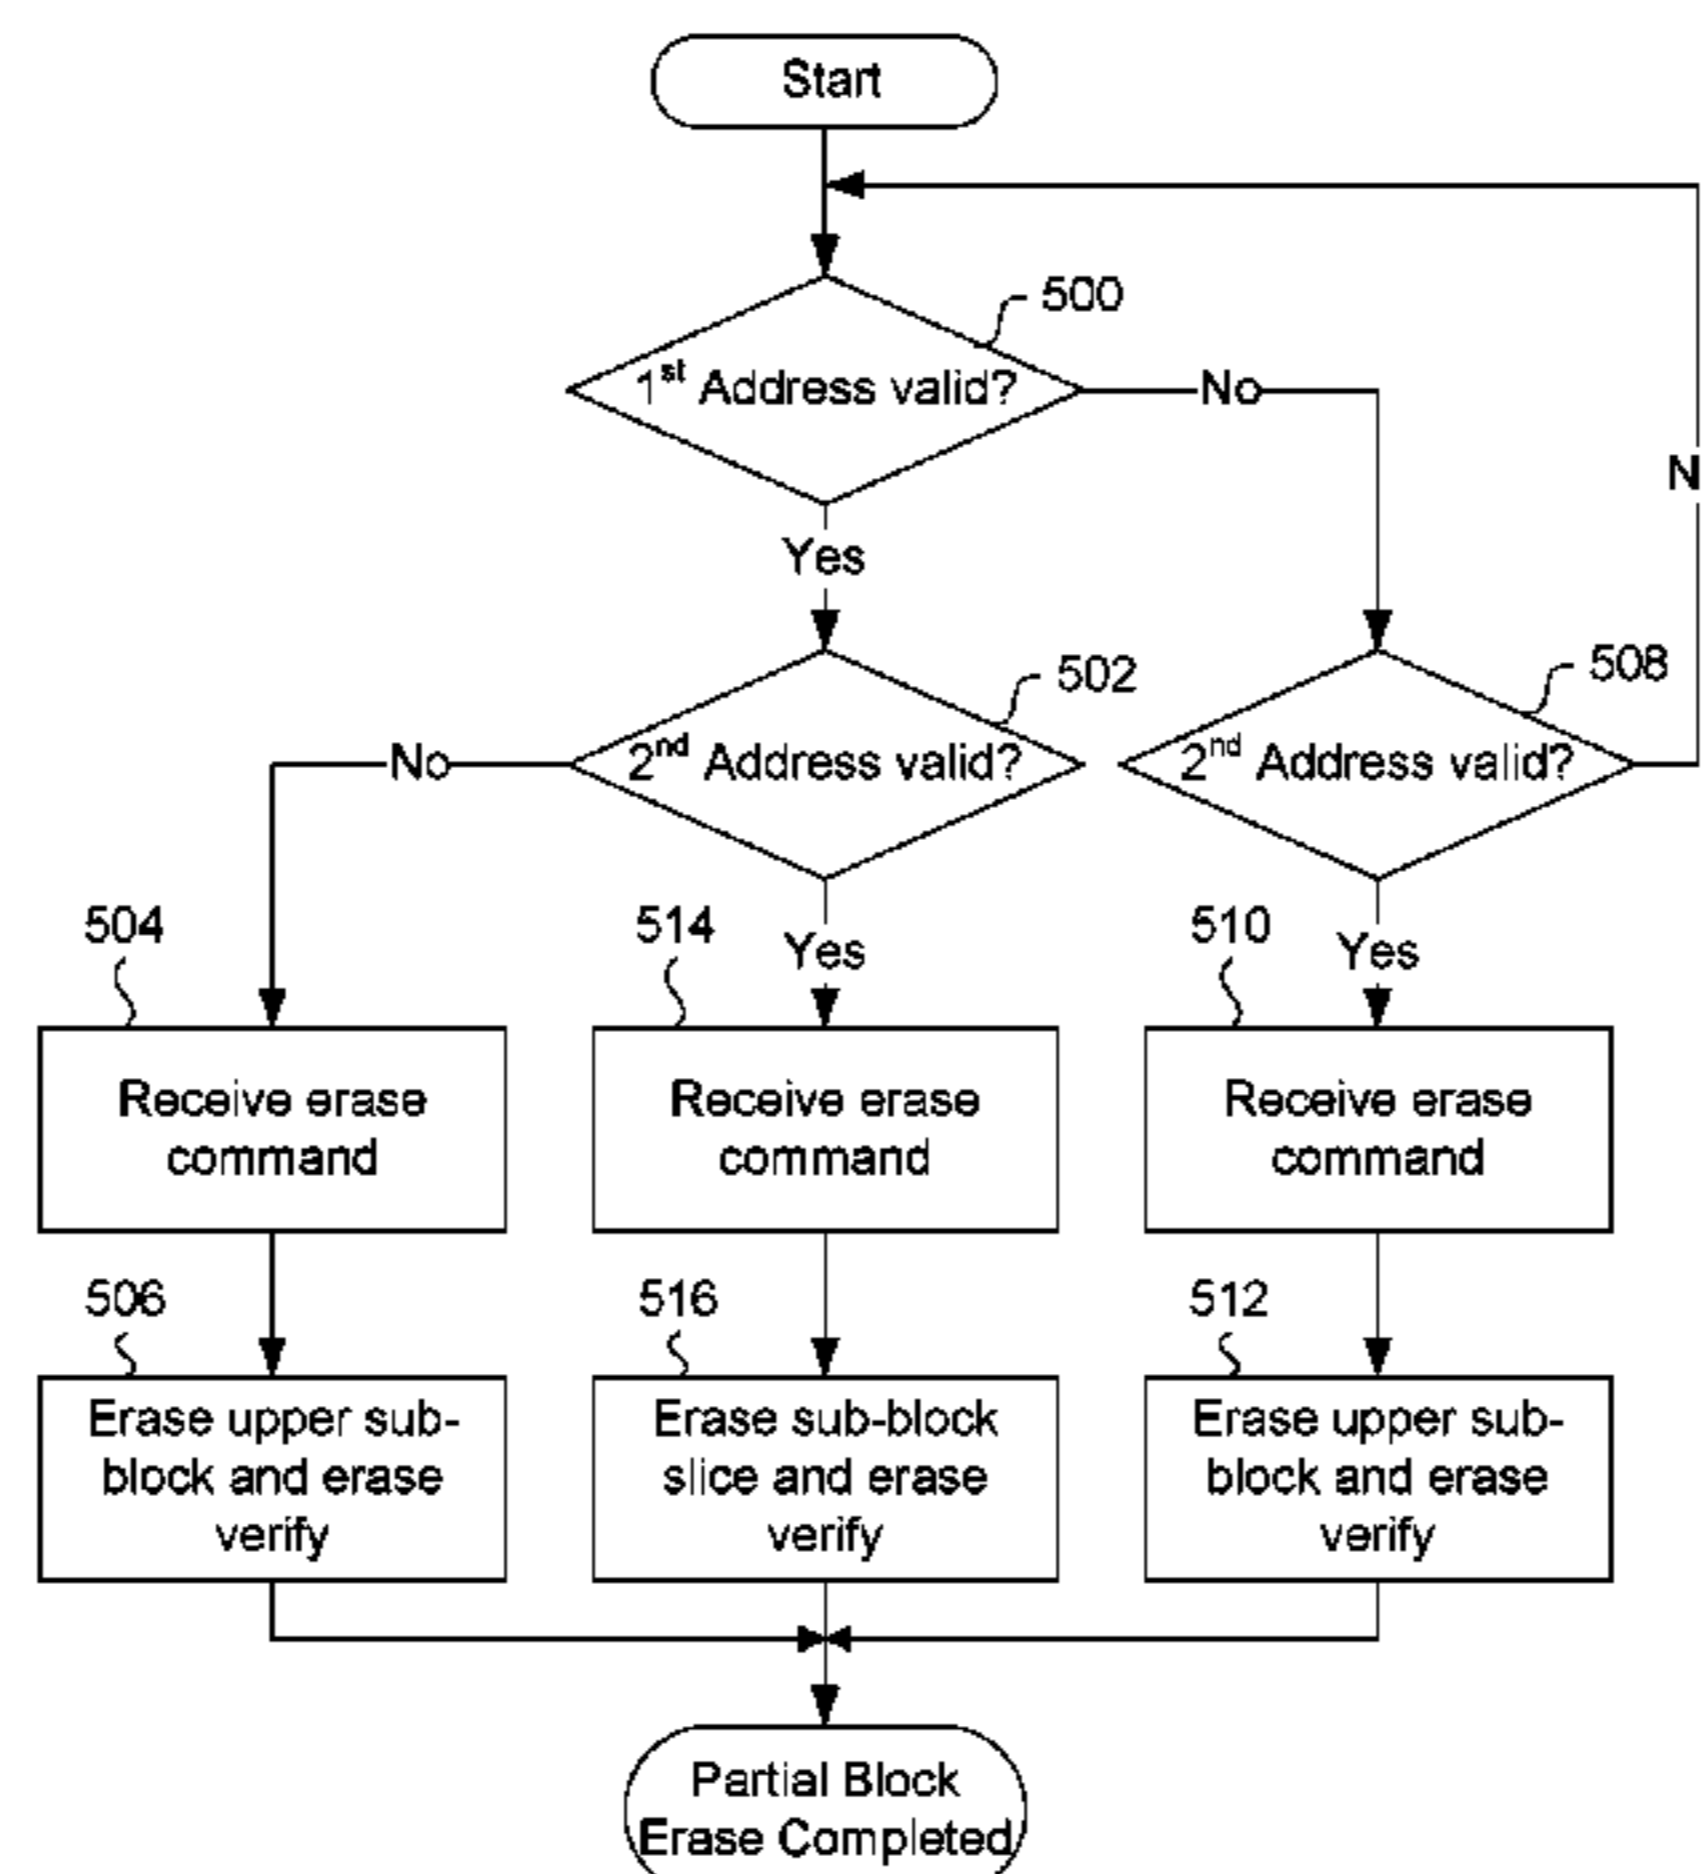 Start
500
1st Address valid?
No
N
Yes
502
508
No
2nd Address valid?
2nd Address valid?
504
514
510
Yes
Yes
Receive erase
command
Receive erase
command
Receive erase
command
506
516
512
Erase upper sub-
block and erase
verify
Erase sub-block
slice and erase
verify
Erase upper sub-
block and erase
verify
Partial Block
Erase Completed